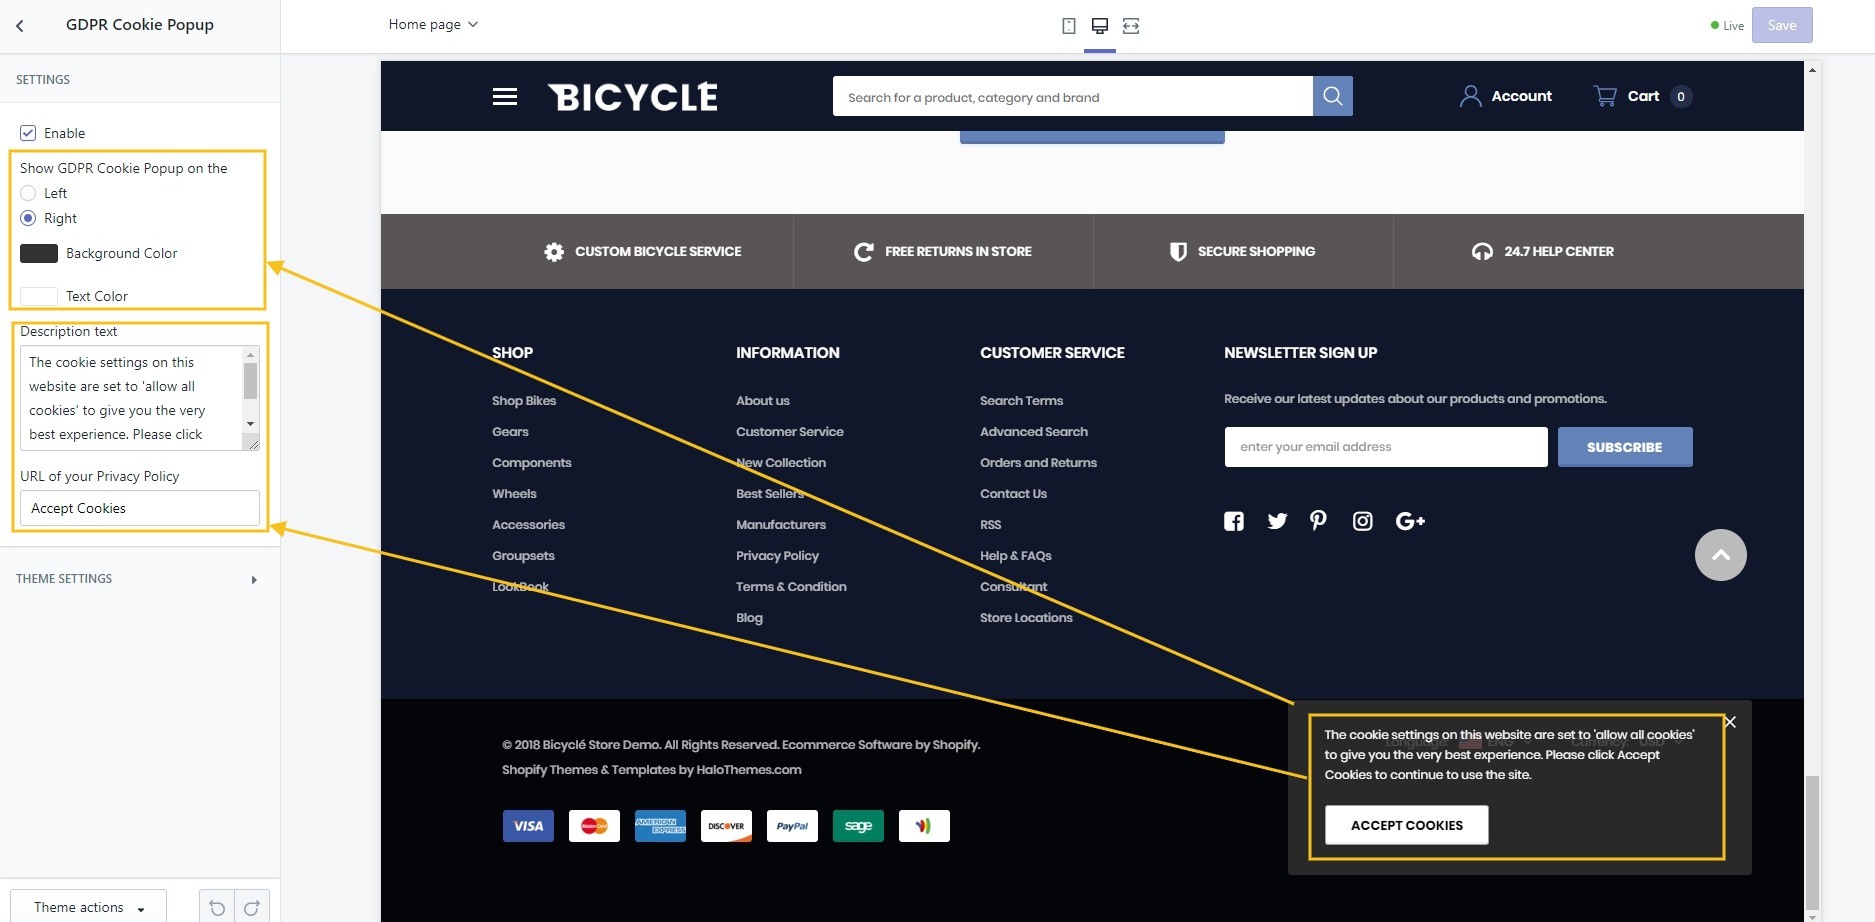 GDPR Cookie Popup
Home page
Live
Save
SETTINGS
Enable
Show GDPR Cookie Popup on the
Left
Right
Background Color
Text Color
Description text
The cookie settings on this
website are set to 'allow all
cookies' to give you the very
best experience. Please click
URL of your Privacy Policy
Accept Cookies
THEME SETTINGS
Theme actions
BICYCLÉ
Search for a product, category and brand
Account
Cart 0
CUSTOM BICYCLE SERVICE
FREE RETURNS IN STORE
SECURE SHOPPING
24.7 HELP CENTER
SHOP
Shop Bikes
Gears
Components
Wheels
Accessories
Groupsets
LookBook
INFORMATION
About us
Customer Service
New Collection
Best Sellers
Manufacturers
Privacy Policy
Terms & Condition
Blog
CUSTOMER SERVICE
Search Terms
Advanced Search
Orders and Returns
Contact Us
RSS
Help & FAQs
Consultant
Store Locations
NEWSLETTER SIGN UP
Receive our latest updates about our products and promotions.
enter your email address
SUBSCRIBE
G+
© 2018 Bicyclé Store Demo. All Rights Reserved. Ecommerce Software by Shopify.
Shopify Themes & Templates by HaloThemes.com
VISA
MasterCard
AMERICAN EXPRESS
DISCOVER
PayPal
sage
Language: ENG
Currency: USD
The cookie settings on this website are set to 'allow all cookies'
to give you the very best experience. Please click Accept
Cookies to continue to use the site.
ACCEPT COOKIES